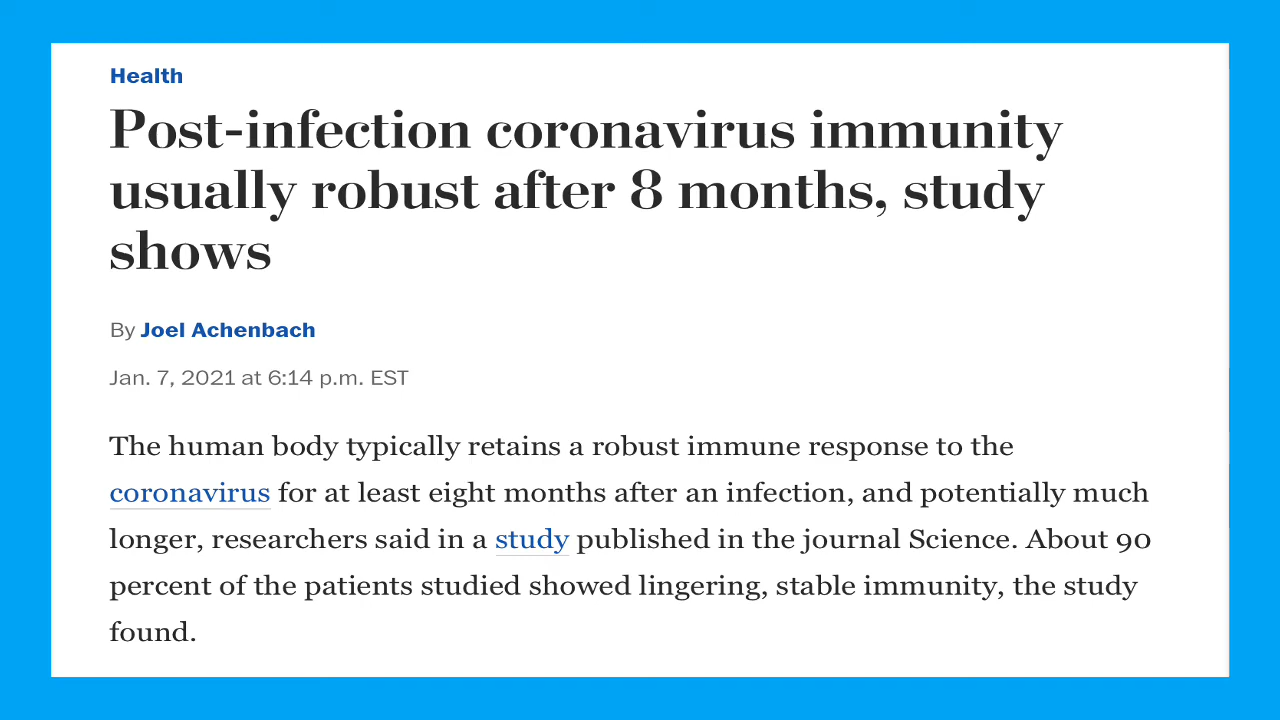 Health
Post-infection coronavirus immunity
usually robust after 8 months, study
shows
By Joel Achenbach
Jan. 7, 2021 at 6:14 p.m. EST
The human body typically retains a robust immune response to the
coronavirus for at least eight months after an infection, and potentially much
longer, researchers said in a study published in the journal Science. About 90
percent of the patients studied showed lingering, stable immunity, the study
found.